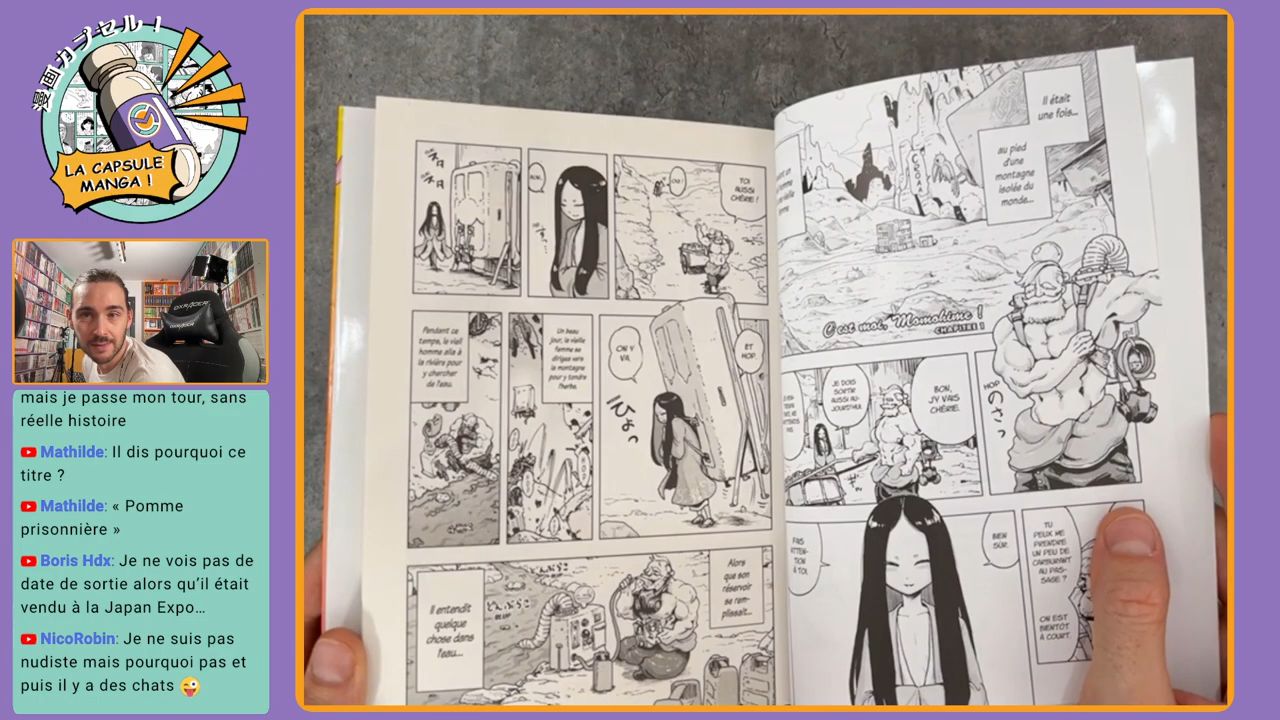 漫画カプセル！
LA CAPSULE
MANGA !
mais je passe mon tour, sans
réelle histoire
Mathilde: Il dis pourquoi ce
titre ?
Mathilde: « Pomme
prisonnière »
Boris Hdx: Je ne vois pas de
date de sortie alors qu’il était
vendu à la Japan Expo…
NicoRobin: Je ne suis pas
nudiste mais pourquoi pas et
puis il y a des chats 😜
Il était
une fois...
au pied
d'une
montagne
isolée du
monde...
C'est moi, "Momohime" !
CHAPITRE 1
HOP
のさっ
BON,
J'Y VAIS
CHÉRIE.
JE DOIS
SORTIR
AUSSI AU-
JOURD'HUI.
TU
PEUX ME
PRENDRE
UN PEU DE
CARBURANT
AU PAS-
SAGE ?
ON EST
BIENTÔT
À COURT.
BIEN
SÛR.
FAIS
ATTEN-
TION
À TOI.
TOI
AUSSI
CHÉRIE !
OUI !
ET
HOP.
ON Y
VA.
ひょっ
Un beau
jour, la vieille
femme se
dirigea vers
la montagne
pour y tondre
l'herbe.
Pendant ce
temps, le vieil
homme alla à
la rivière pour
y chercher
de l'eau.
Alors
que son
réservoir
se rem-
plissait...
Il entendit
quelque
chose dans
l'eau...